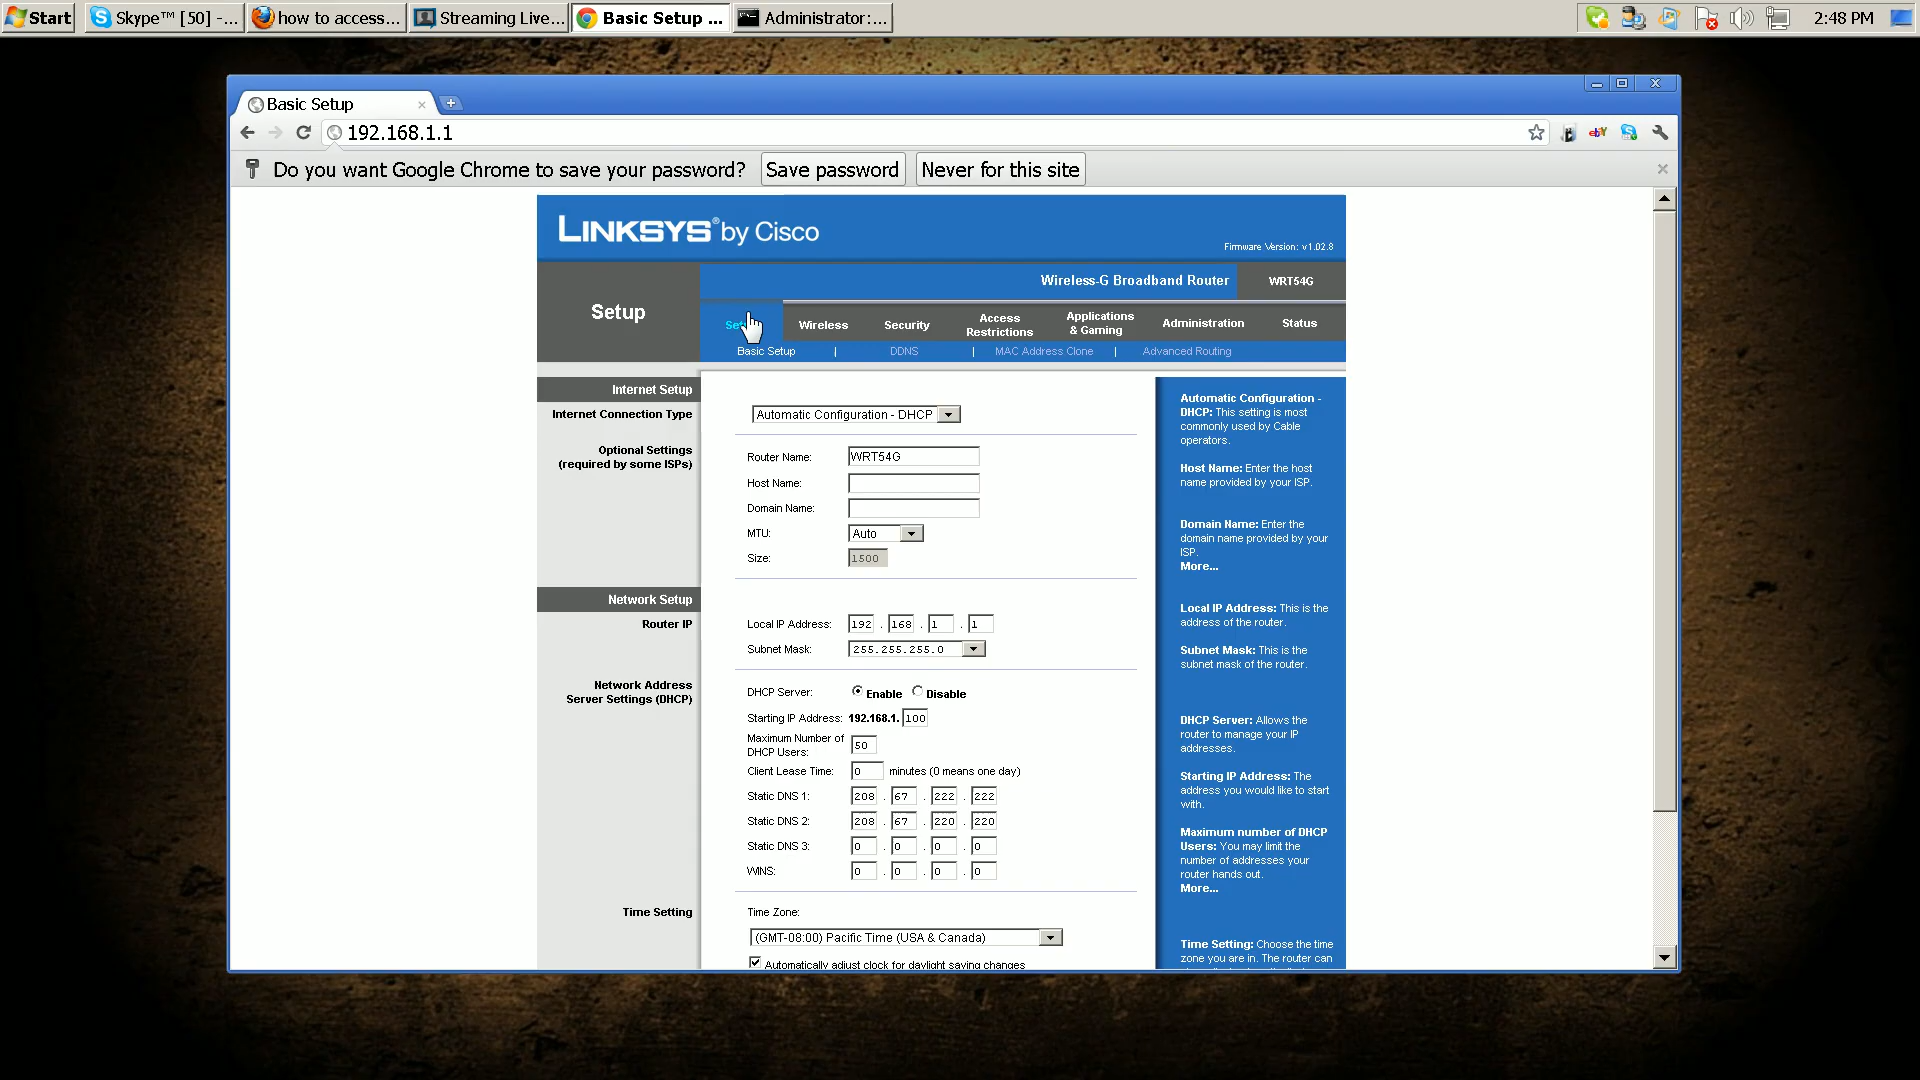 Start
Skype™ [50] - ...
how to access...
Streaming Live...
Basic Setup ...
Administrator:...
2:48 PM
Basic Setup
192.168.1.1
ebY
Do you want Google Chrome to save your password?
Save password
Never for this site
LINKSYS® by Cisco
Firmware Version: v1.02.8
Wireless-G Broadband Router
WRT54G
Setup
Wireless
Security
Access
Restrictions
Applications
& Gaming
Administration
Status
Basic Setup | DDNS | MAC Address Clone | Advanced Routing
Internet Setup
Internet Connection Type
Automatic Configuration - DHCP
Optional Settings
(required by some ISPs)
Router Name: WRT54G
Host Name:
Domain Name:
MTU: Auto
Size: 1500
Network Setup
Router IP
Local IP Address: 192 . 168 . 1 . 1
Subnet Mask: 255.255.255.0
Network Address
Server Settings (DHCP)
DHCP Server: Enable Disable
Starting IP Address: 192.168.1. 100
Maximum Number of
DHCP Users: 50
Client Lease Time: 0 minutes (0 means one day)
Static DNS 1: 208 . 67 . 222 . 222
Static DNS 2: 208 . 67 . 220 . 220
Static DNS 3: 0 . 0 . 0 . 0
WINS: 0 . 0 . 0 . 0
Time Setting
Time Zone:
(GMT-08:00) Pacific Time (USA & Canada)
Automatically adjust clock for daylight saving changes
Automatic Configuration -
DHCP: This setting is most
commonly used by Cable
operators.
Host Name: Enter the host
name provided by your ISP.
Domain Name: Enter the
domain name provided by your
ISP.
More...
Local IP Address: This is the
address of the router.
Subnet Mask: This is the
subnet mask of the router.
DHCP Server: Allows the
router to manage your IP
addresses.
Starting IP Address: The
address you would like to start
with.
Maximum number of DHCP
Users: You may limit the
number of addresses your
router hands out.
More...
Time Setting: Choose the time
zone you are in. The router can